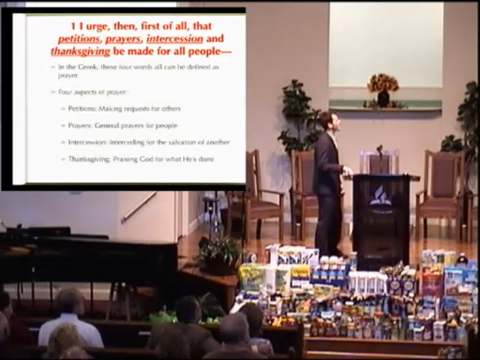 1 I urge, then, first of all, that
petitions, prayers, intercession and
thanksgiving be made for all people—
In the Greek, these four words all can be defined as
prayer.
Four aspects of prayer:
Petitions: Making requests for others
Prayers: General prayers for people
Intercession: Interceding for the salvation of another
Thanksgiving: Praising God for what He's done